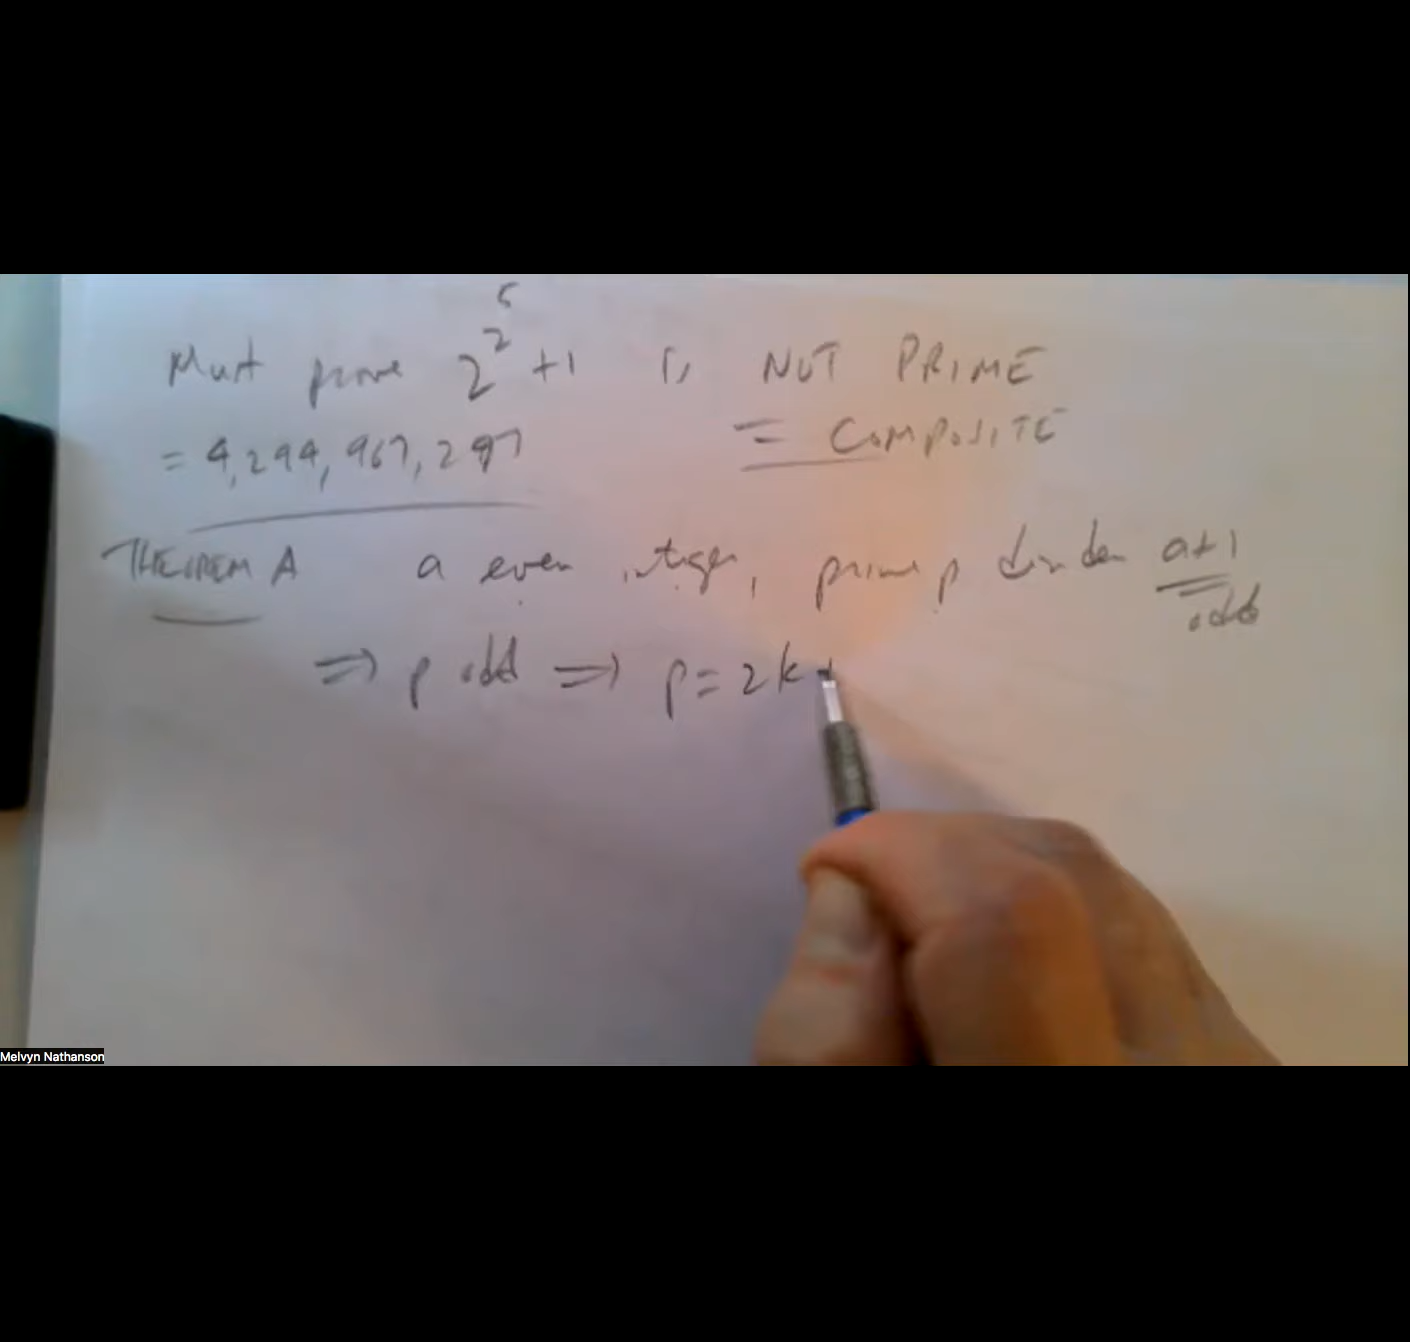 Must prove 2^2^5 +1 is NOT PRIME
= 4,294,967,297 = COMPOSITE
THEOREM A a even integer, prime p divides a+1
odd
⇒ p odd ⇒ p = 2k+
Melvyn Nathanson